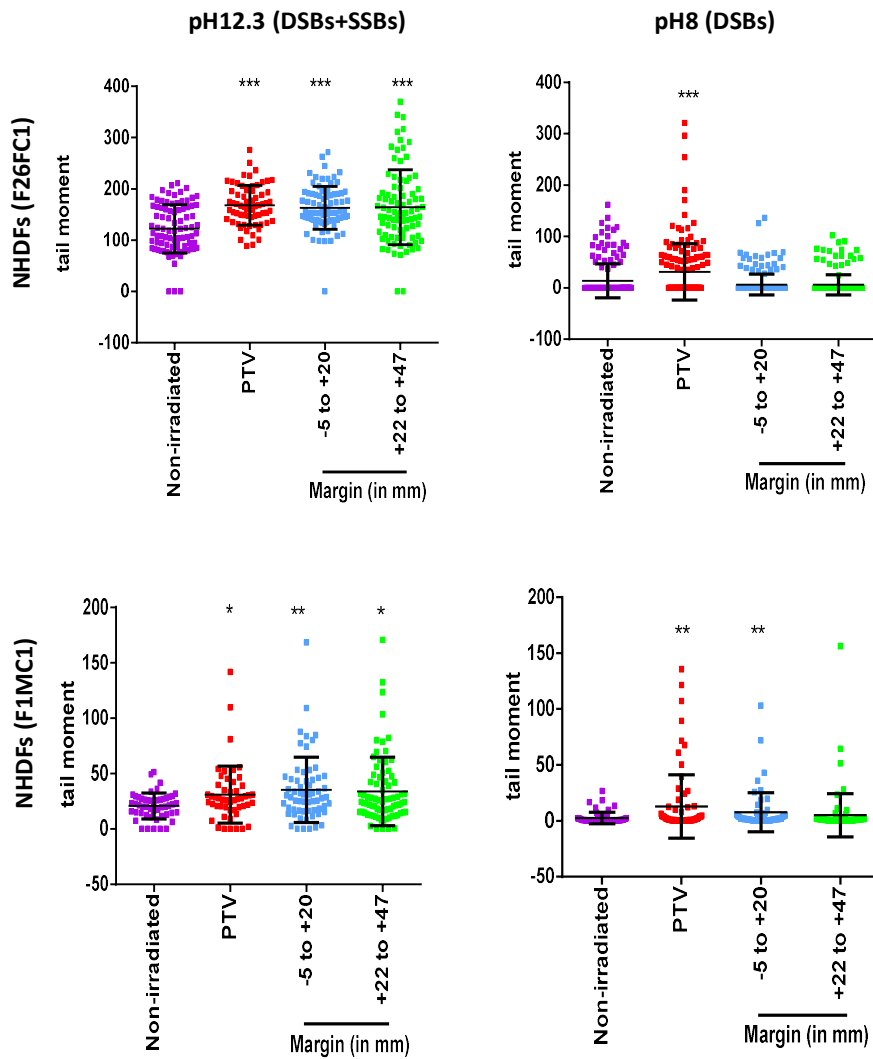 pH12.3 (DSBs+SSBs)
pH8 (DSBs)
NHDFs (F26FC1)
tail moment
400
300
200
100
0
-100
***
***
***
Non-irradiated
PTV
-5 to +20
+22 to +47
Margin (in mm)
tail moment
400
300
200
100
0
-100
***
Non-irradiated
PTV
-5 to +20
+22 to +47
Margin (in mm)
NHDFs (F1MC1)
tail moment
200
150
100
50
0
-50
*
**
*
Non-irradiated
PTV
-5 to +20
+22 to +47
Margin (in mm)
tail moment
200
150
100
50
0
-50
**
**
Non-irradiated
PTV
-5 to +20
+22 to +47
Margin (in mm)